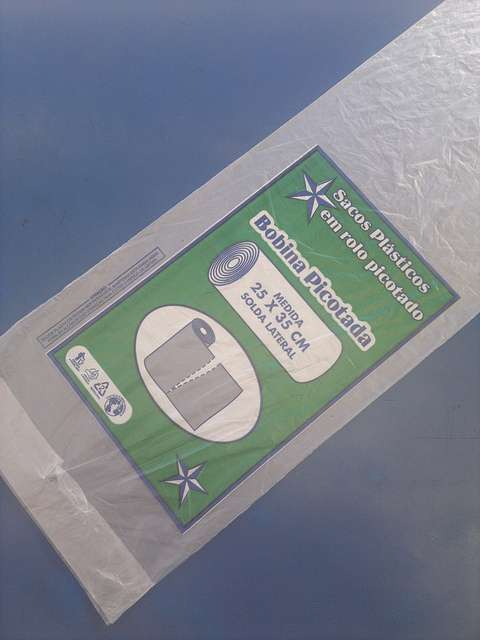 Sacos Plásticos
em rolo picotado
Bobina Picotada
MEDIDA
25 X 35 CM
SOLDA LATERAL